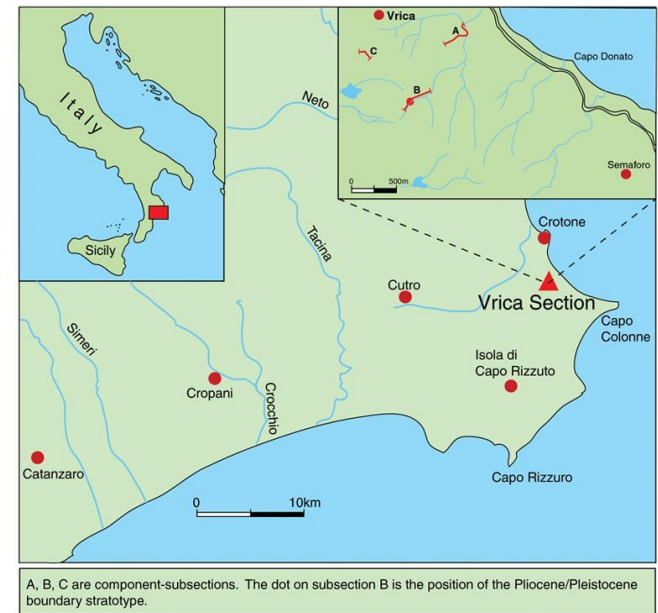 Italy
Sicily
Vrica
A
C
B
Capo Donato
Semaforo
0 500m
Neto
Tacina
Crotone
Cutro
Vrica Section
Capo
Colonne
Simeri
Isola di
Capo Rizzuto
Cropani
Crocchio
Catanzaro
Capo Rizzuro
0 10km
A, B, C are component-subsections. The dot on subsection B is the position of the Pliocene/Pleistocene
boundary stratotype.